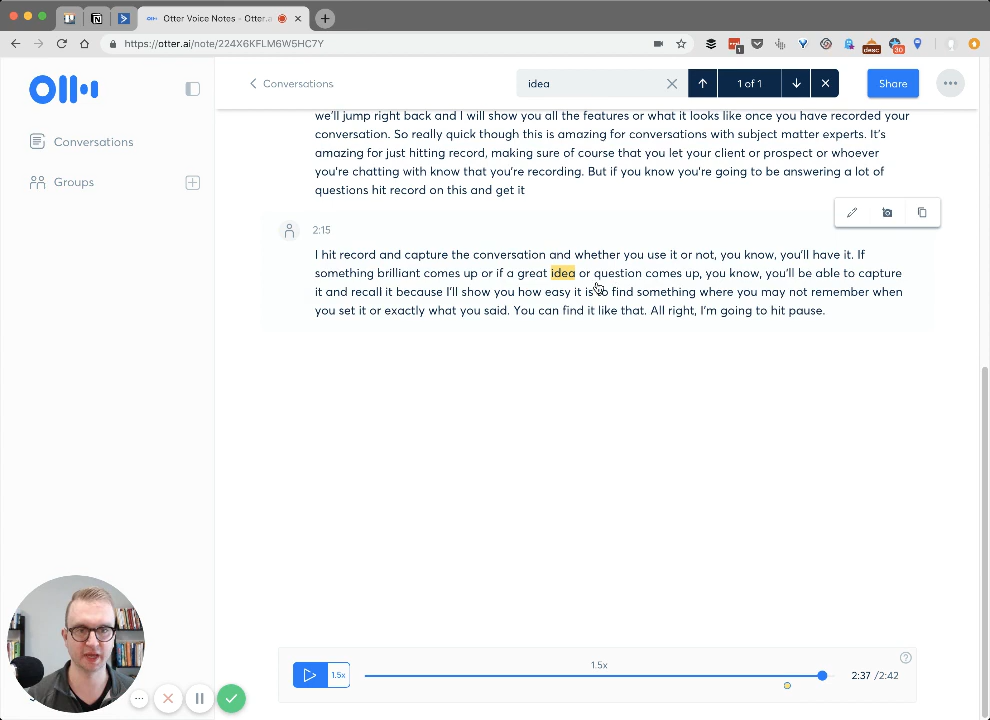 Otter Voice Notes - Otter.a
https://otter.ai/note/224X6KFLM6W5HC7Y
1
desc
30
Conversations
idea
1 of 1
Share
Conversations
Groups
we'll jump right back and I will show you all the features or what it looks like once you have recorded your
conversation. So really quick though this is amazing for conversations with subject matter experts. It's
amazing for just hitting record, making sure of course that you let your client or prospect or whoever
you're chatting with know that you're recording. But if you know you're going to be answering a lot of
questions hit record on this and get it
2:15
I hit record and capture the conversation and whether you use it or not, you know, you'll have it. If
something brilliant comes up or if a great idea or question comes up, you know, you'll be able to capture
it and recall it because I'll show you how easy it is to find something where you may not remember when
you set it or exactly what you said. You can find it like that. All right, I'm going to hit pause.
1.5x
1.5x
2:37 /2:42